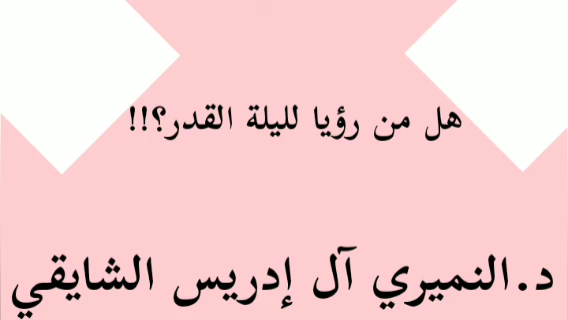 هل من رؤيا لليلة القدر؟!!
د.النميري آل إدريس الشايقي